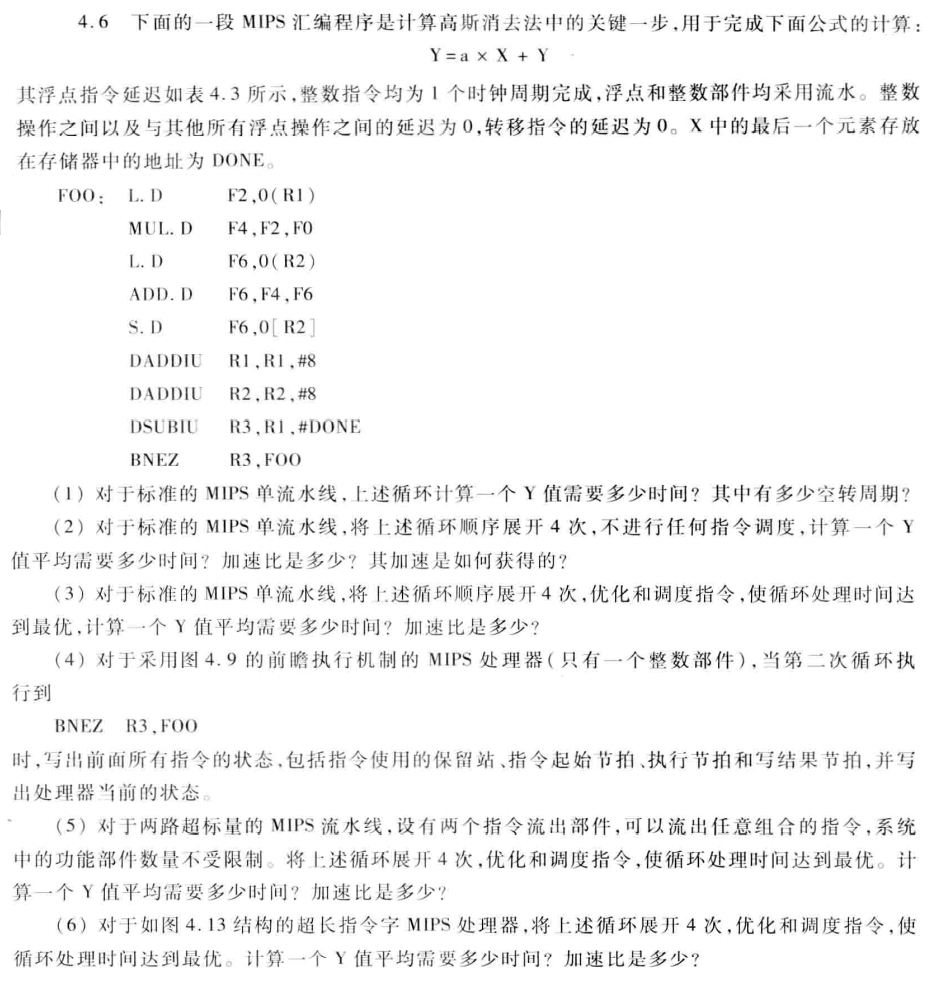 4.6 下面的一段 MIPS 汇编程序是计算高斯消去法中的关键一步,用于完成下面公式的计算:
Y=a × X + Y
其浮点指令延迟如表 4.3 所示,整数指令均为 1 个时钟周期完成,浮点和整数部件均采用流水。整数
操作之间以及与其他所有浮点操作之间的延迟为 0,转移指令的延迟为 0。X 中的最后一个元素存放
在存储器中的地址为 DONE。
FOO: L.D F2,0(R1)
MUL.D F4,F2,F0
L.D F6,0(R2)
ADD.D F6,F4,F6
S.D F6,0[R2]
DADDIU R1,R1,#8
DADDIU R2,R2,#8
DSUBIU R3,R1,#DONE
BNEZ R3,FOO
(1) 对于标准的 MIPS 单流水线,上述循环计算一个 Y 值需要多少时间? 其中有多少空转周期?
(2) 对于标准的 MIPS 单流水线,将上述循环顺序展开 4 次,不进行任何指令调度,计算一个 Y
值平均需要多少时间? 加速比是多少? 其加速是如何获得的?
(3) 对于标准的 MIPS 单流水线,将上述循环顺序展开 4 次,优化和调度指令,使循环处理时间达
到最优,计算一个 Y 值平均需要多少时间? 加速比是多少?
(4) 对于采用图 4.9 的前瞻执行机制的 MIPS 处理器(只有一个整数部件),当第二次循环执
行到
BNEZ R3,FOO
时,写出前面所有指令的状态,包括指令使用的保留站、指令起始节拍、执行节拍和写结果节拍,并写
出处理器当前的状态。
(5) 对于两路超标量的 MIPS 流水线,设有两个指令流出部件,可以流出任意组合的指令,系统
中的功能部件数量不受限制。将上述循环展开 4 次,优化和调度指令,使循环处理时间达到最优。计
算一个 Y 值平均需要多少时间? 加速比是多少?
(6) 对于如图 4.13 结构的超长指令字 MIPS 处理器,将上述循环展开 4 次,优化和调度指令,使
循环处理时间达到最优。计算一个 Y 值平均需要多少时间? 加速比是多少?